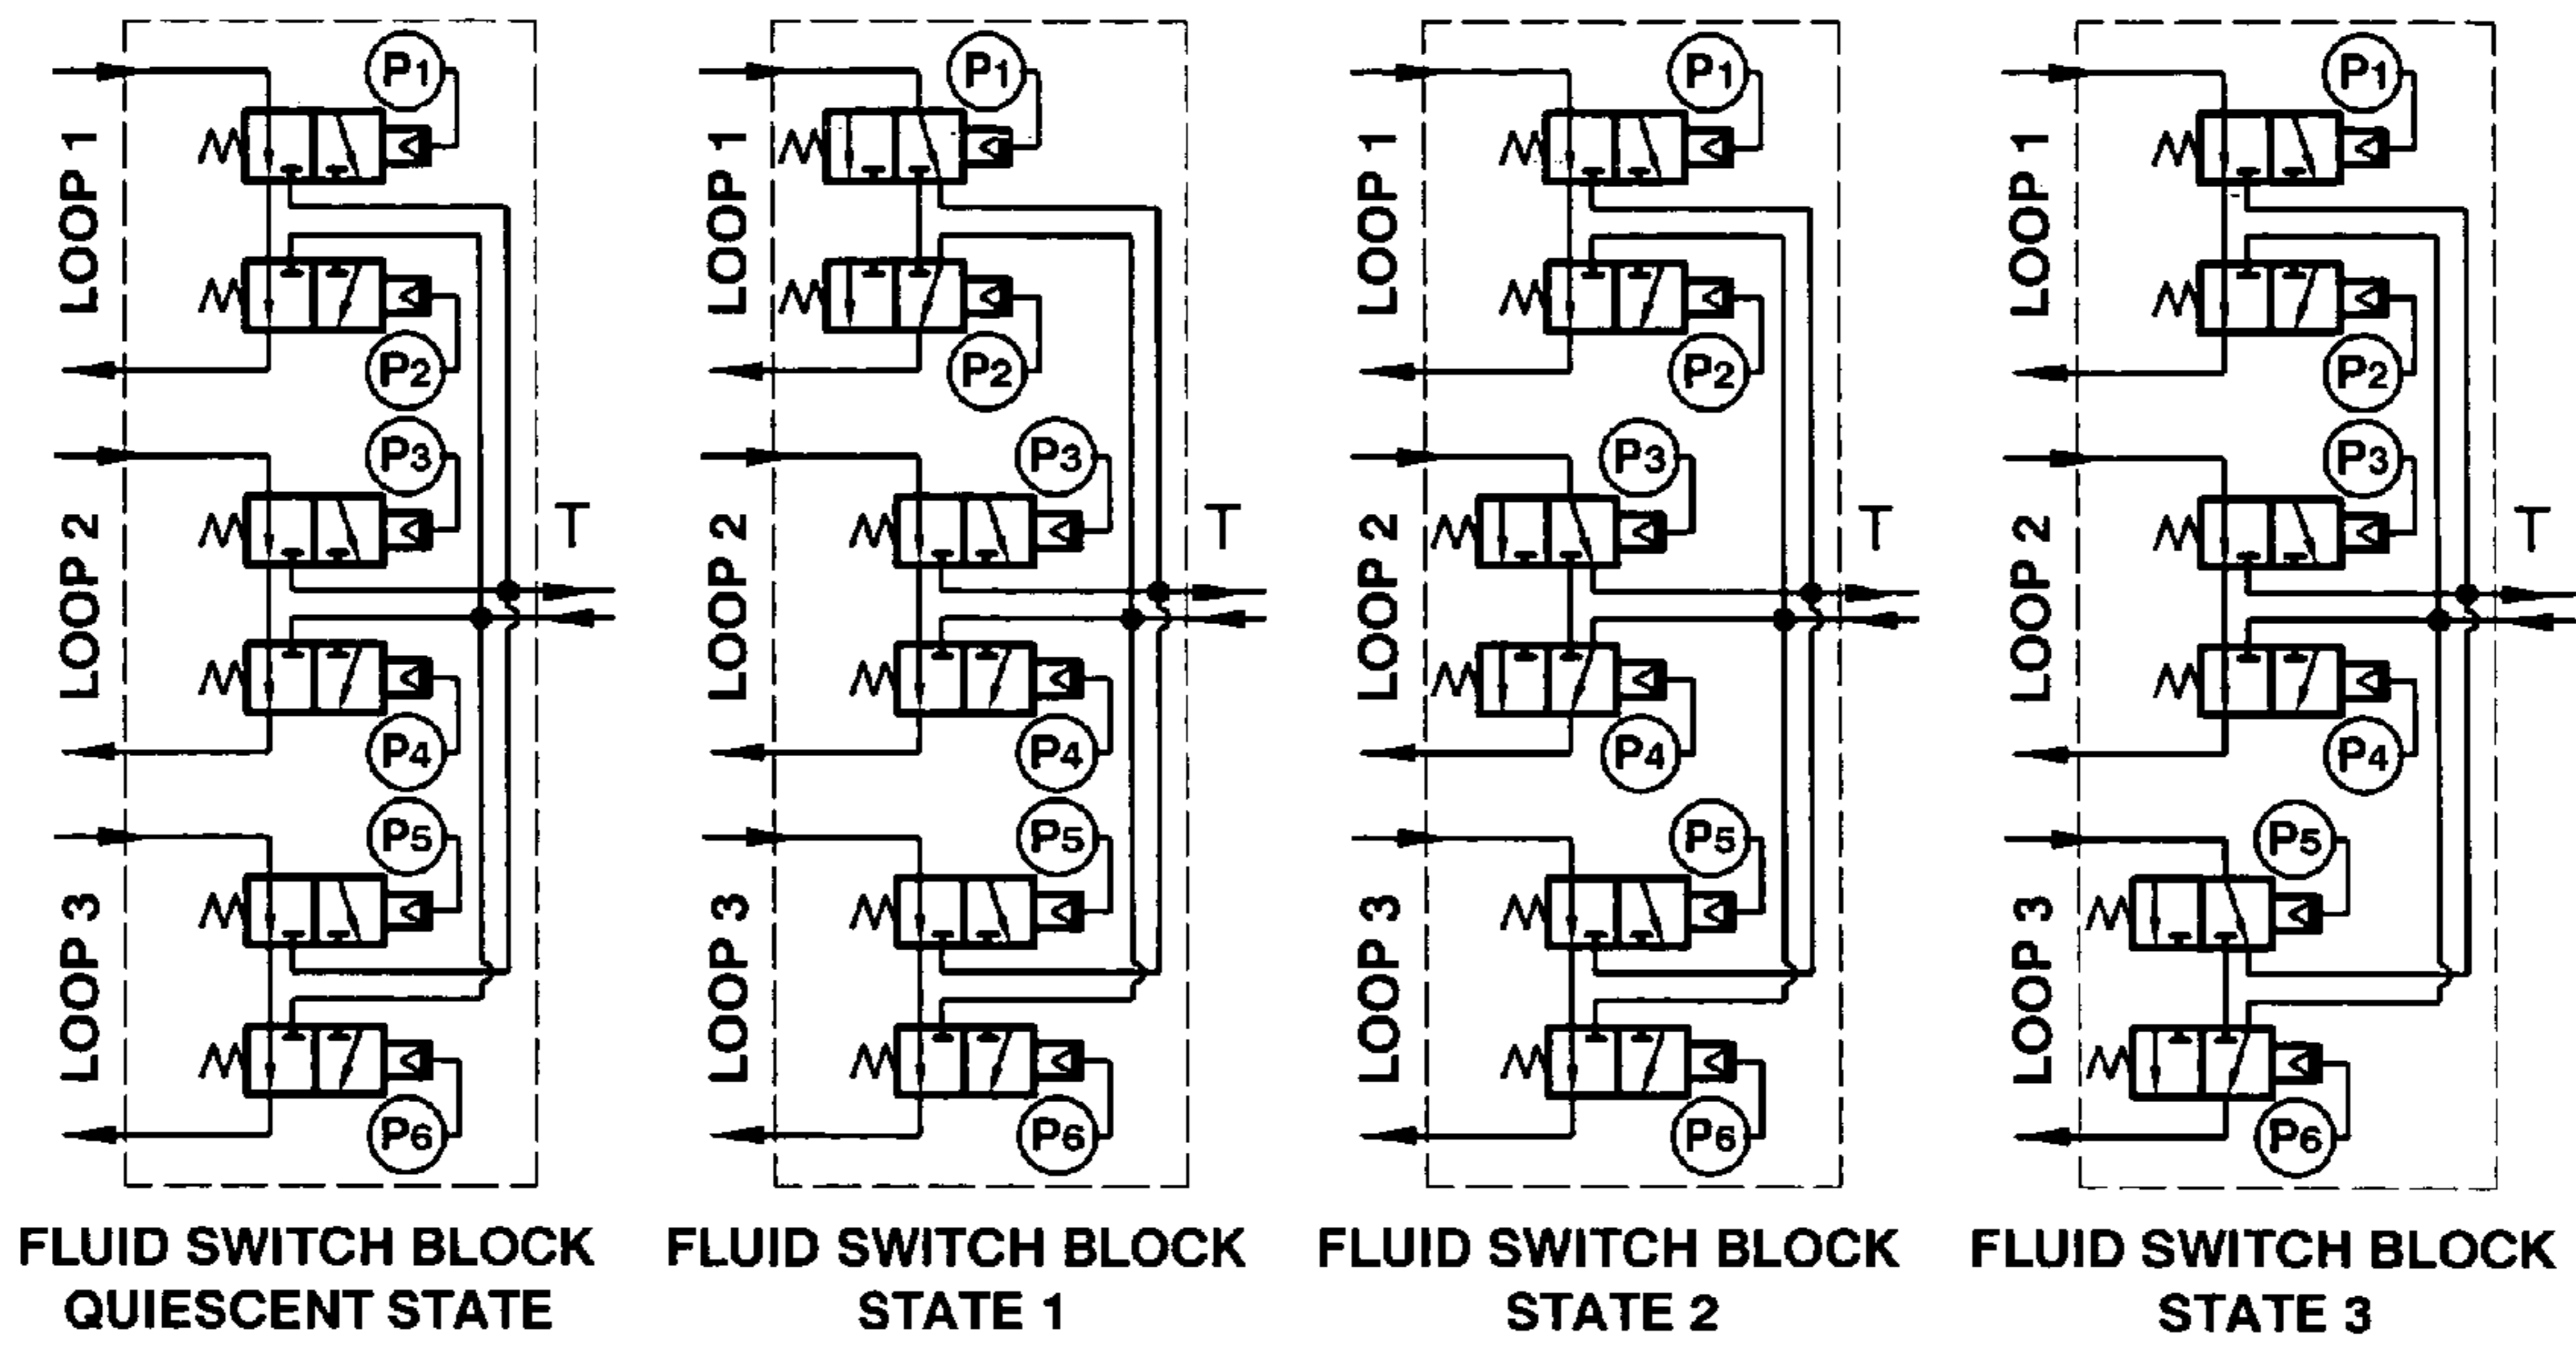 P1
LOOP 1
P2
P3
LOOP 2
T
P4
P5
LOOP 3
P6
FLUID SWITCH BLOCK
QUIESCENT STATE
P1
LOOP 1
P2
P3
LOOP 2
T
P4
P5
LOOP 3
P6
FLUID SWITCH BLOCK
STATE 1
P1
LOOP 1
P2
P3
LOOP 2
T
P4
P5
LOOP 3
P6
FLUID SWITCH BLOCK
STATE 2
P1
LOOP 1
P2
P3
LOOP 2
T
P4
P5
LOOP 3
P6
FLUID SWITCH BLOCK
STATE 3